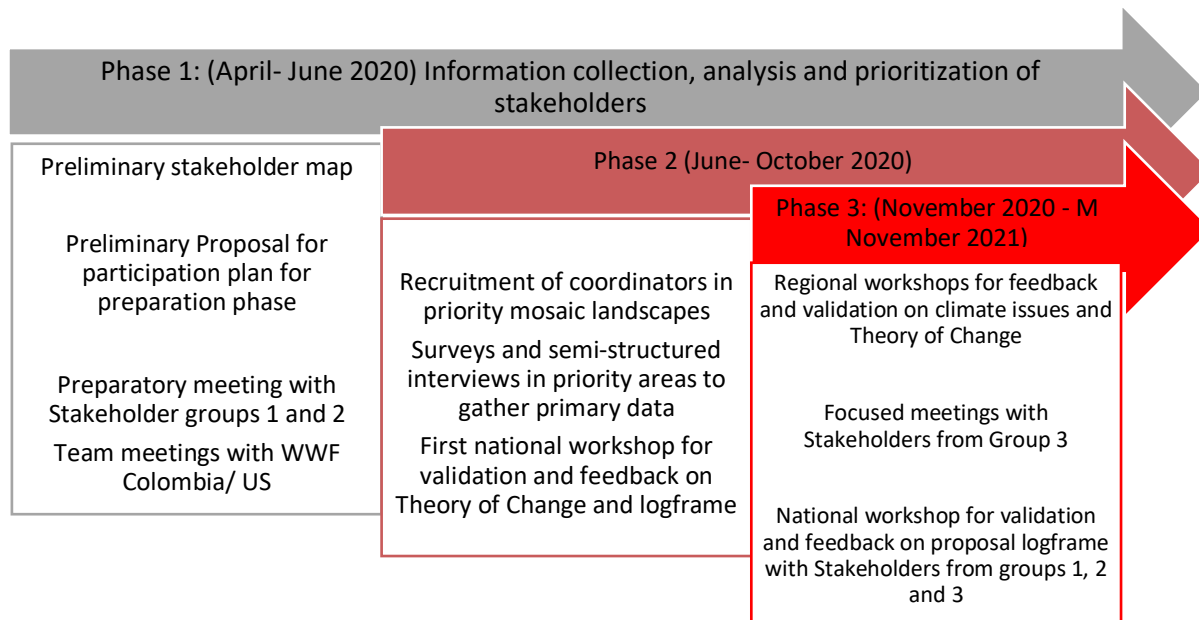 Phase 1: (April- June 2020) Information collection, analysis and prioritization of
stakeholders
Preliminary stakeholder map
Preliminary Proposal for
participation plan for
preparation phase
Preparatory meeting with
Stakeholder groups 1 and 2
Team meetings with WWF
Colombia/ US
Phase 2 (June- October 2020)
Recruitment of coordinators in
priority mosaic landscapes
Surveys and semi-structured
interviews in priority areas to
gather primary data
First national workshop for
validation and feedback on
Theory of Change and logframe
Phase 3: (November 2020 - M
November 2021)
Regional workshops for feedback
and validation on climate issues and
Theory of Change
Focused meetings with
Stakeholders from Group 3
National workshop for validation
and feedback on proposal logframe
with Stakeholders from groups 1, 2
and 3